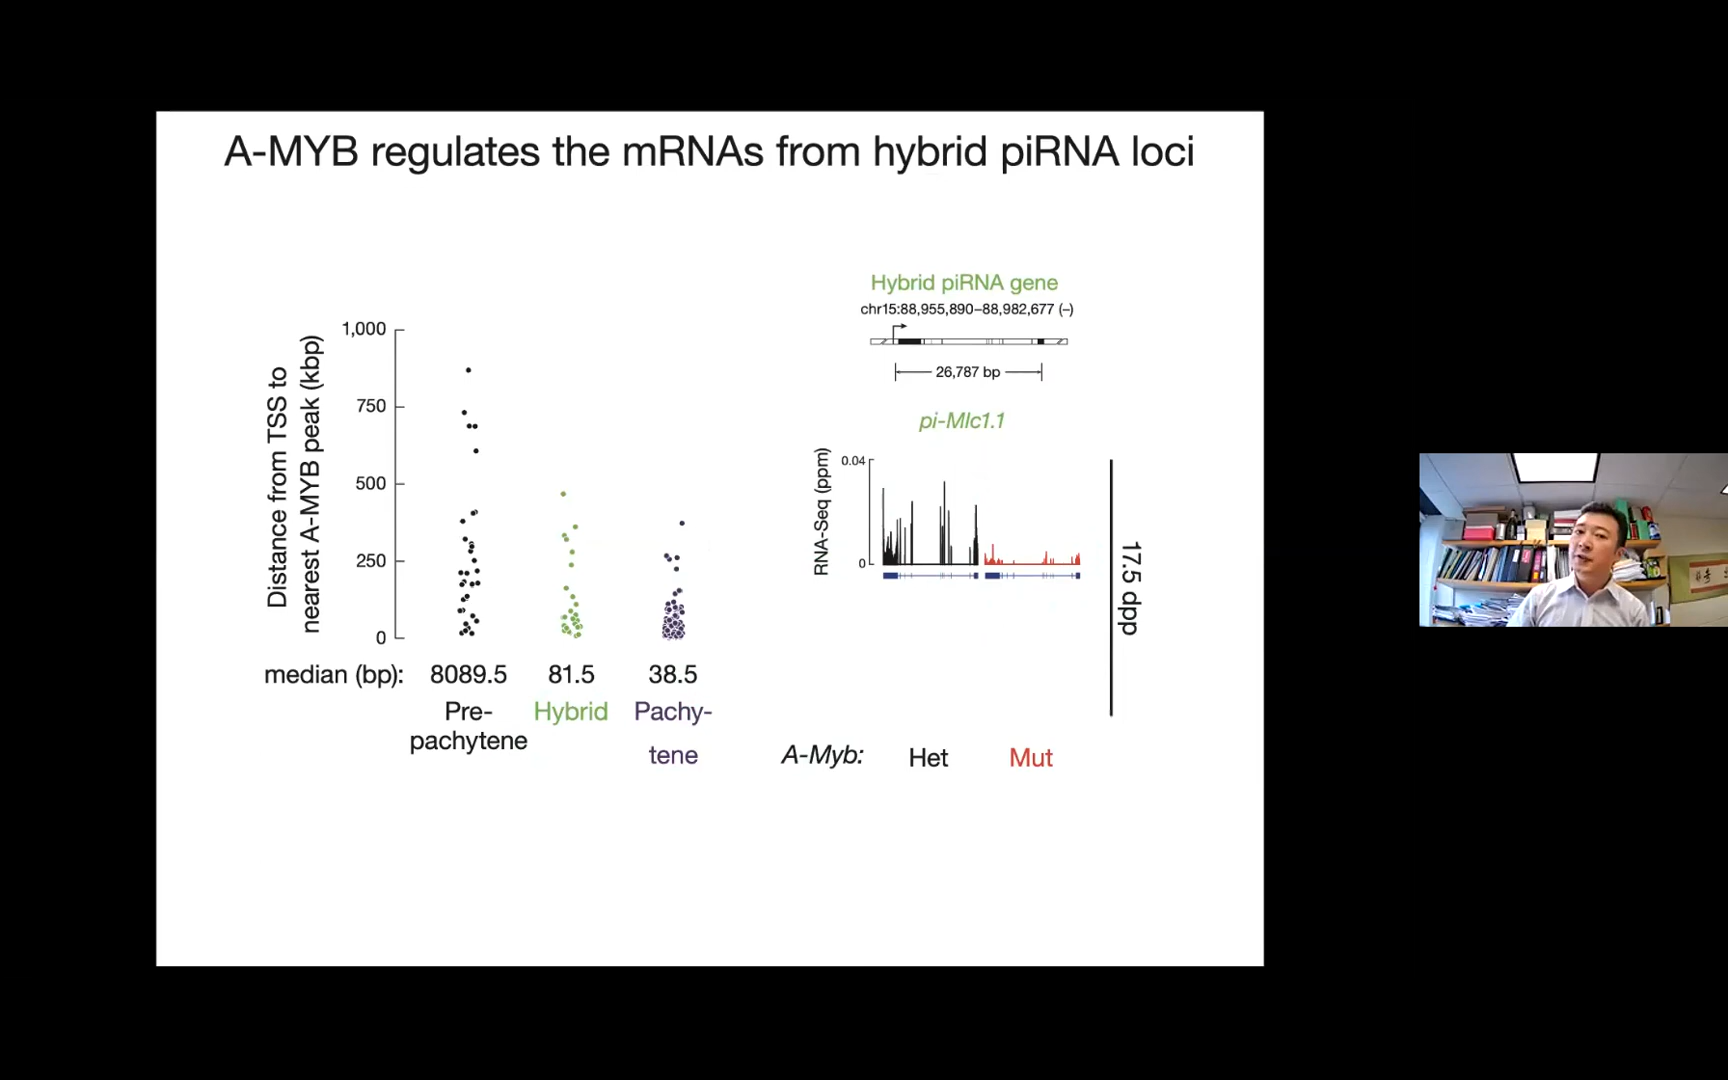 A-MYB regulates the mRNAs from hybrid piRNA loci
Distance from TSS to
nearest A-MYB peak (kbp)
1,000
750
500
250
0
median (bp): 8089.5 81.5 38.5
Pre-
pachytene
Hybrid
Pachy-
tene
Hybrid piRNA gene
chr15:88,955,890–88,982,677 (–)
26,787 bp
pi-Mlc1.1
RNA-Seq (ppm)
0.04
0
17.5 dpp
A-Myb: Het Mut